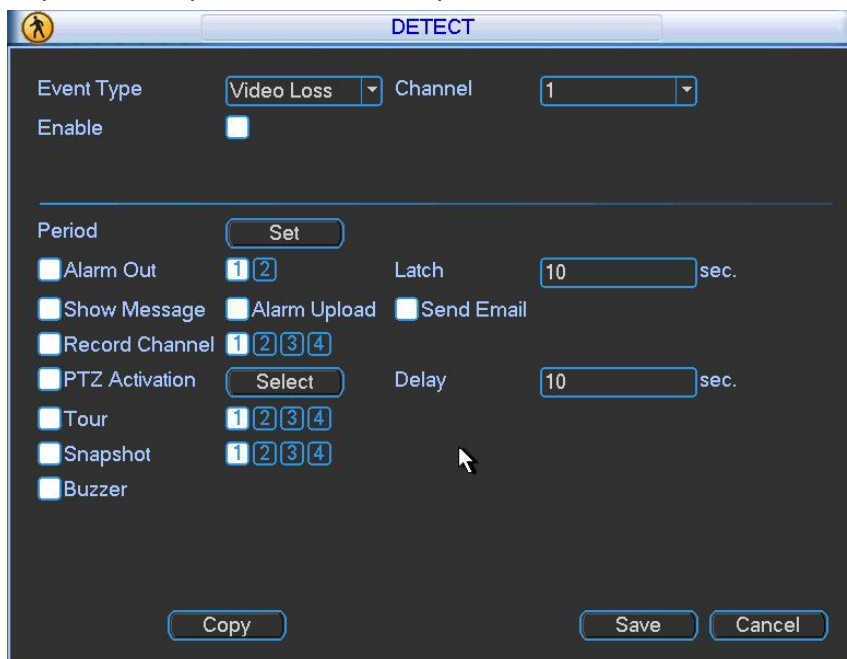 DETECT
Event Type Video Loss Channel 1
Enable
Period Set
Alarm Out 1 2 Latch 10 sec.
Show Message Alarm Upload Send Email
Record Channel 1 2 3 4
PTZ Activation Select Delay 10 sec.
Tour 1 2 3 4
Snapshot 1 2 3 4
Buzzer
Copy Save Cancel